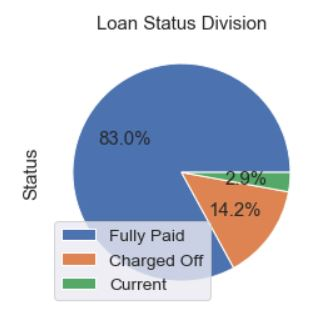 Loan Status Division
Status
83.0%
2.9%
14.2%
Fully Paid
Charged Off
Current